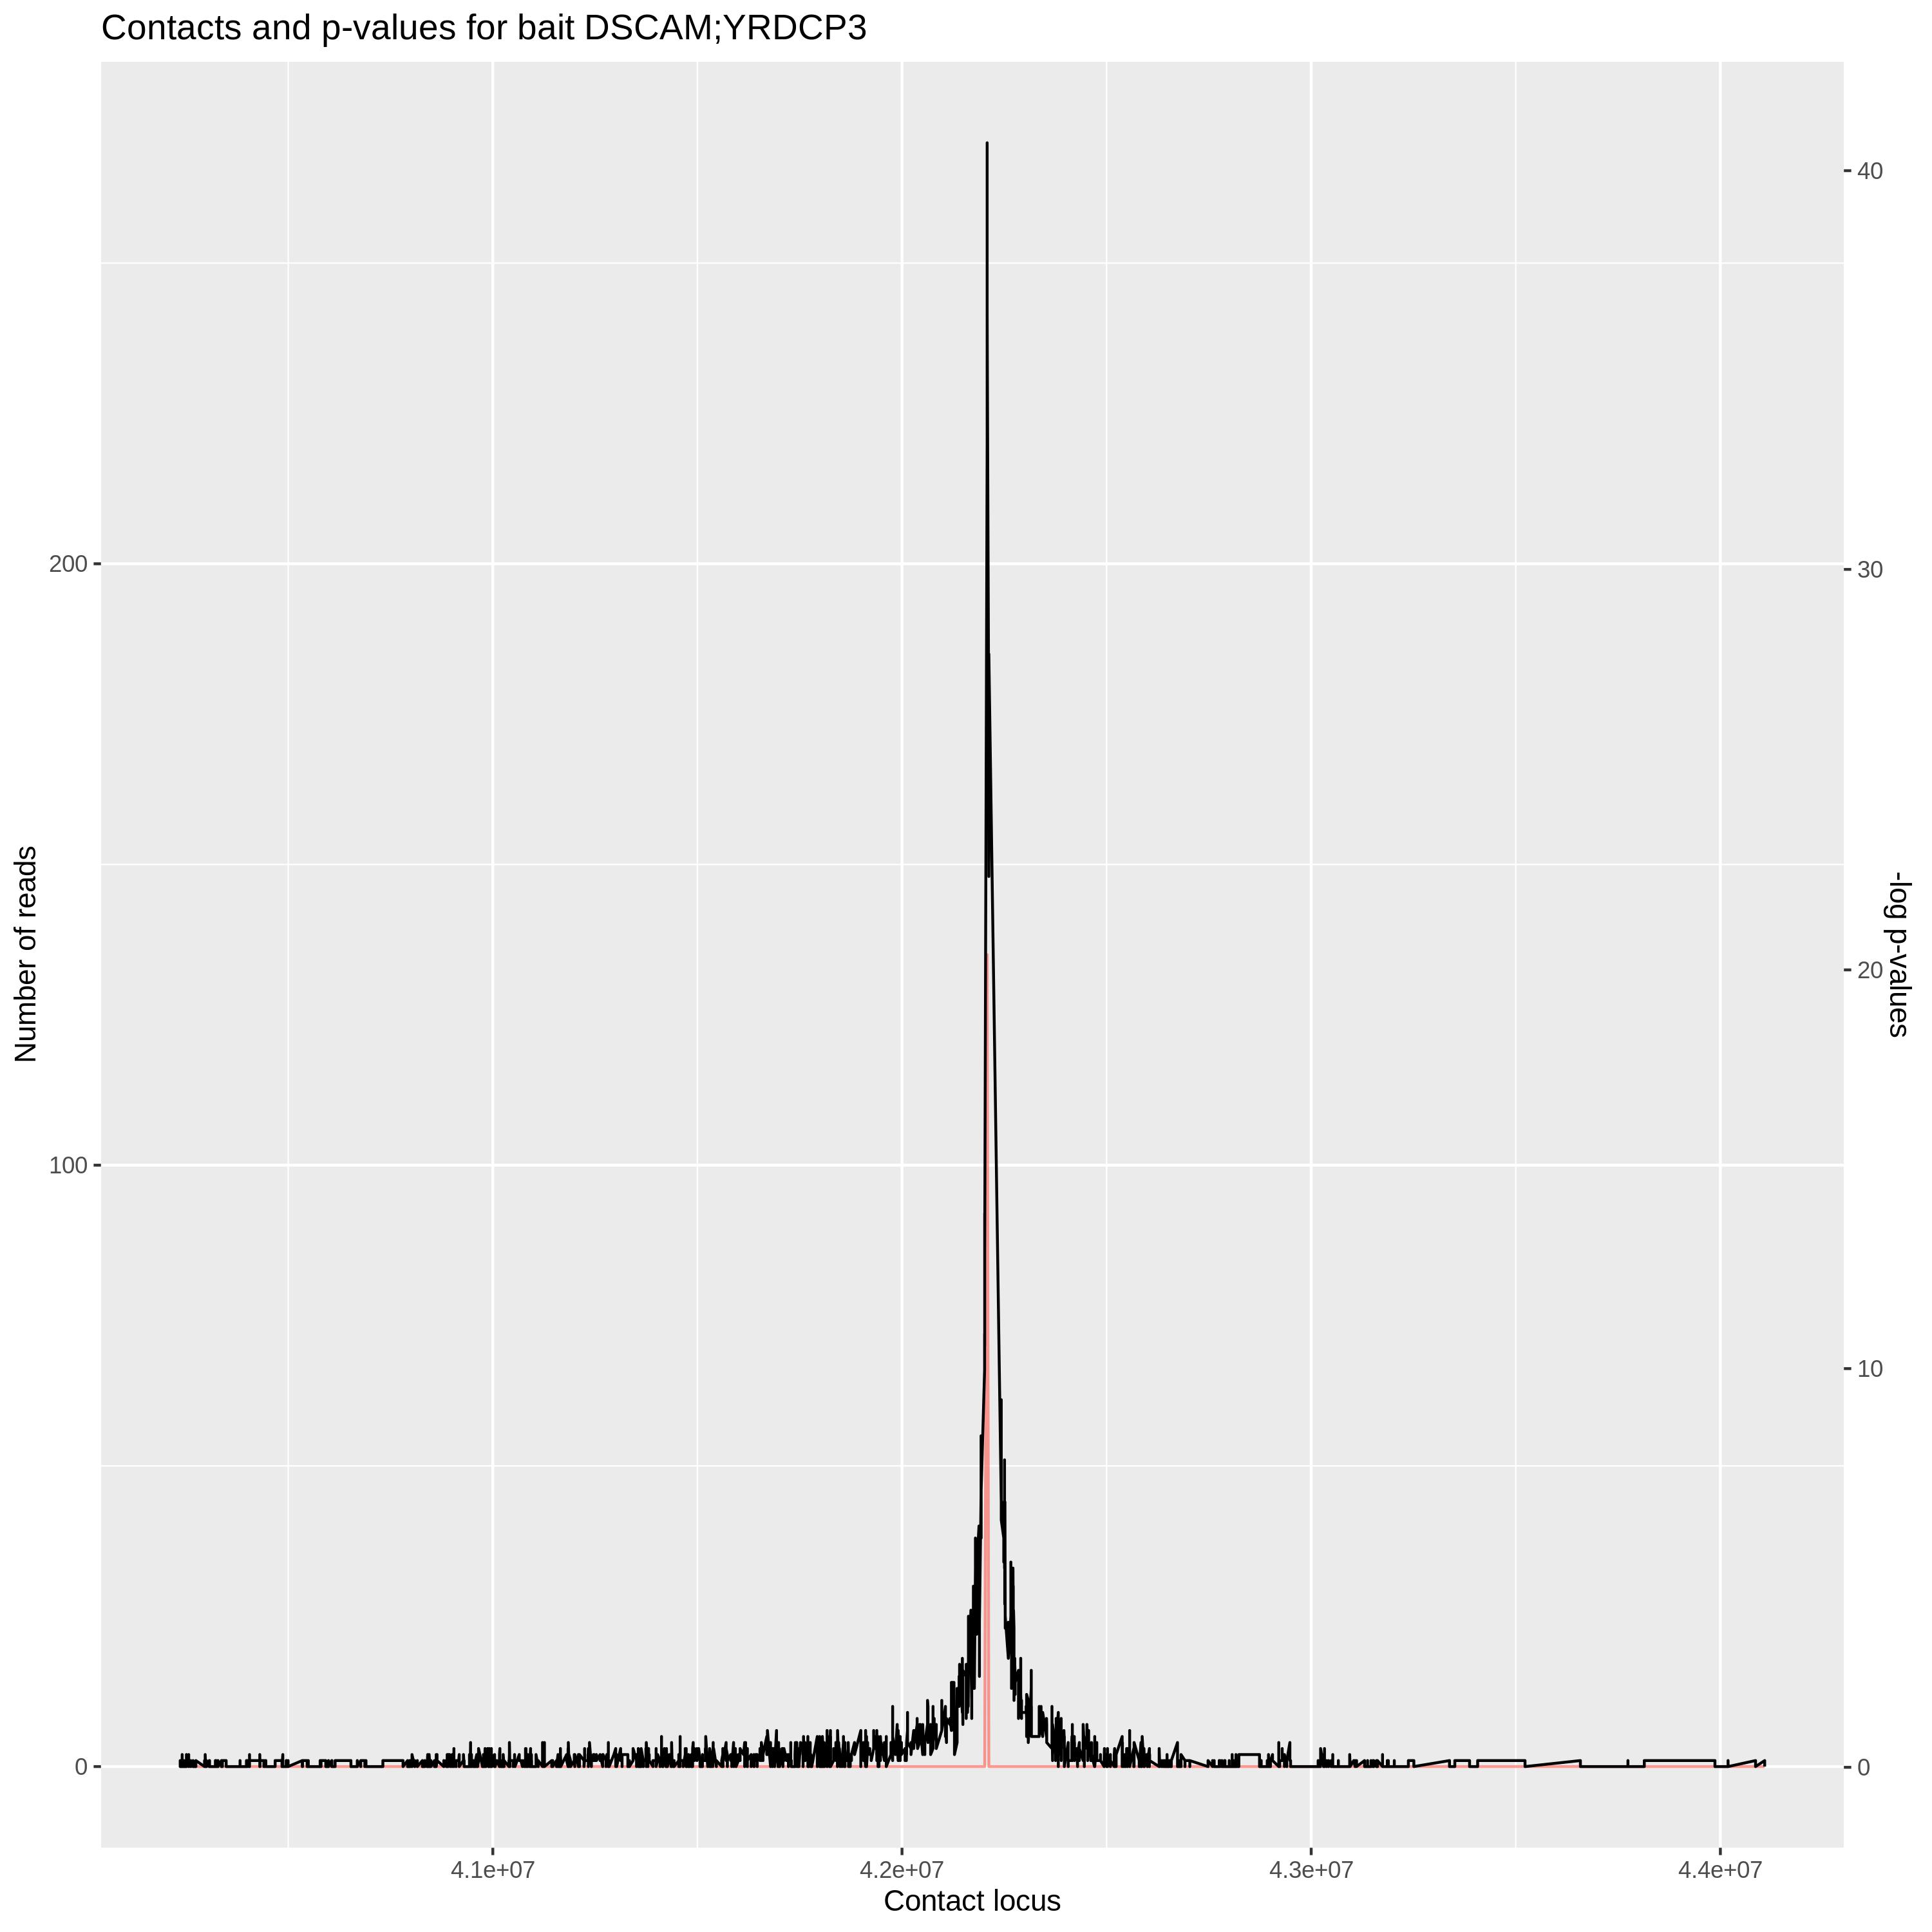 Contacts and p-values for bait DSCAM;YRDCP3
40
200
30
Number of reads
-log p-values
20
100
10
0
0
4.1e+07
4.2e+07
4.3e+07
4.4e+07
Contact locus